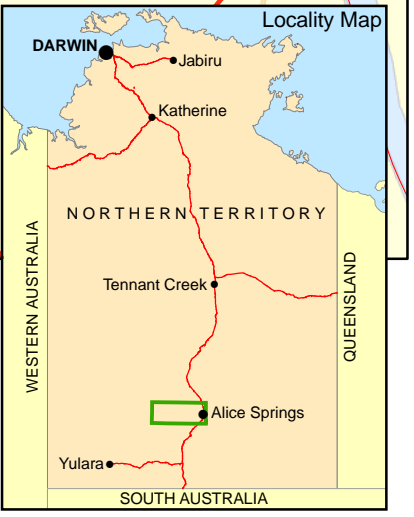 Locality Map
DARWIN
Jabiru
Katherine
NORTHERN TERRITORY
WESTERN AUSTRALIA
QUEENSLAND
Tennant Creek
Alice Springs
Yulara
SOUTH AUSTRALIA